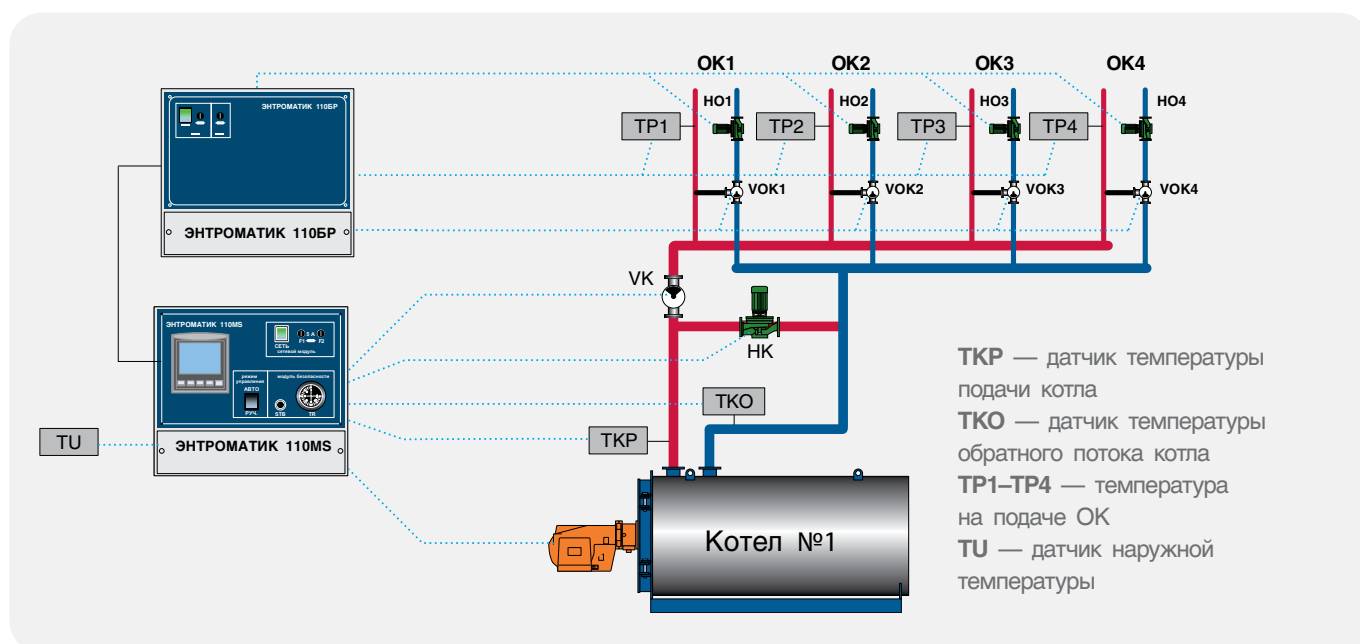 OK1 OK2 OK3 OK4
HO1 HO2 HO3 HO4
TP1 TP2 TP3 TP4
VOK1 VOK2 VOK3 VOK4
ЭНТРОМАТИК 110БР
ЭНТРОМАТИК 110БР
VK
HK
ЭНТРОМАТИК 110MS
СЕТЬ
F1 S A F2
сетевой модуль
режим
управления
АВТО
РУЧ.
модуль безопасности
STB
TR
ЭНТРОМАТИК 110MS
TU
TKO
TKP
Котел №1
TKP — датчик температуры
подачи котла
TKO — датчик температуры
обратного потока котла
TP1–TP4 — температура
на подаче ОК
TU — датчик наружной
температуры